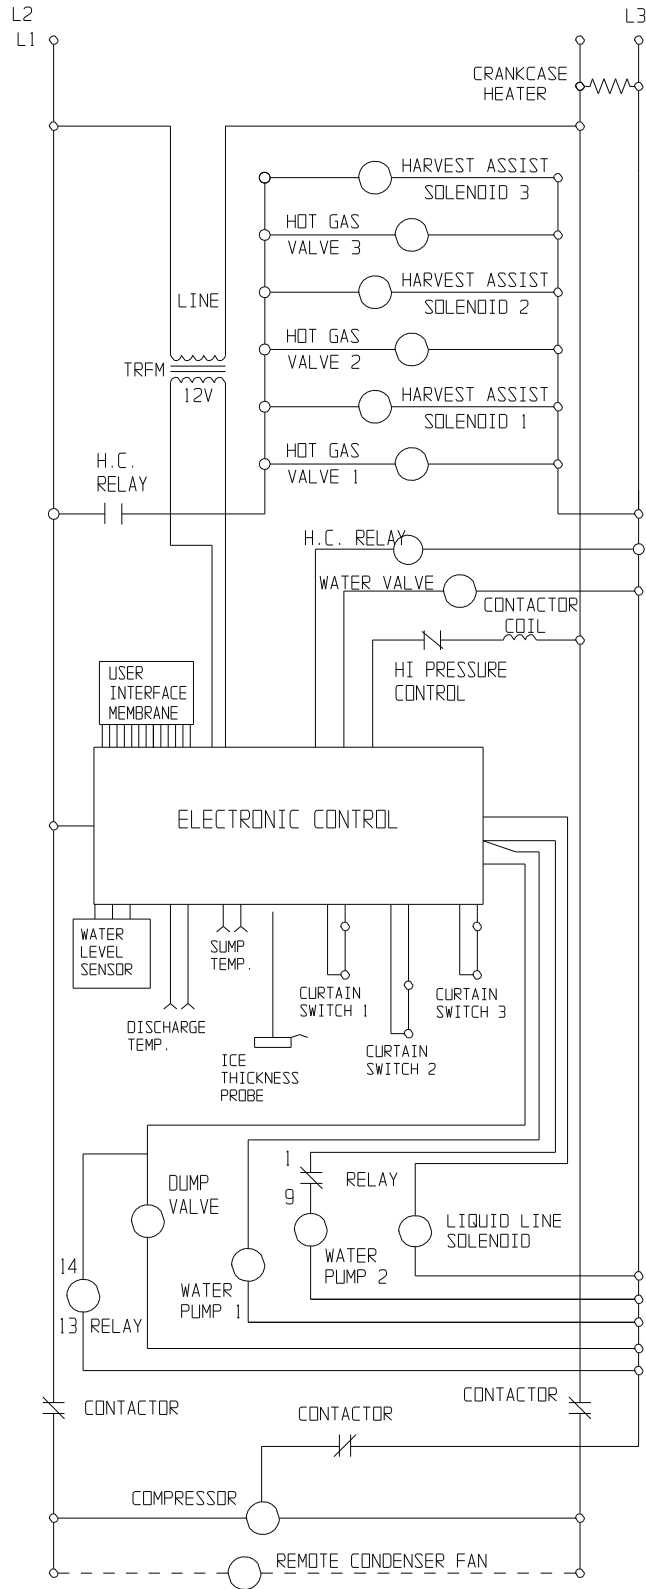 L2
L1
L3
CRANKCASE
HEATER
HARVEST ASSIST
SOLENOID 3
HOT GAS
VALVE 3
HARVEST ASSIST
SOLENOID 2
LINE
HOT GAS
VALVE 2
TRFM
12V
HARVEST ASSIST
SOLENOID 1
HOT GAS
VALVE 1
H.C.
RELAY
H.C. RELAY
WATER VALVE
CONTACTOR
COIL
HI PRESSURE
CONTROL
USER
INTERFACE
MEMBRANE
ELECTRONIC CONTROL
WATER
LEVEL
SENSOR
SUMP
TEMP.
CURTAIN
SWITCH 1
CURTAIN
SWITCH 3
DISCHARGE
TEMP.
CURTAIN
SWITCH 2
ICE
THICKNESS
PROBE
1
RELAY
9
DUMP
VALVE
LIQUID LINE
SOLENOID
WATER
PUMP 2
14
WATER
PUMP 1
13 RELAY
CONTACTOR
CONTACTOR
CONTACTOR
COMPRESSOR
REMOTE CONDENSER FAN